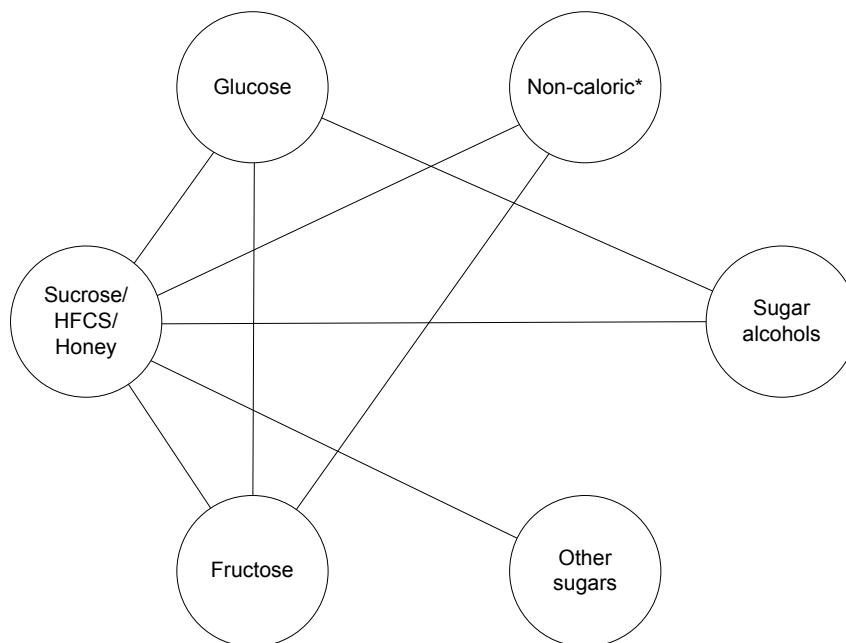 Glucose
Non-caloric*
Sucrose/
HFCS/
Honey
Sugar
alcohols
Fructose
Other
sugars